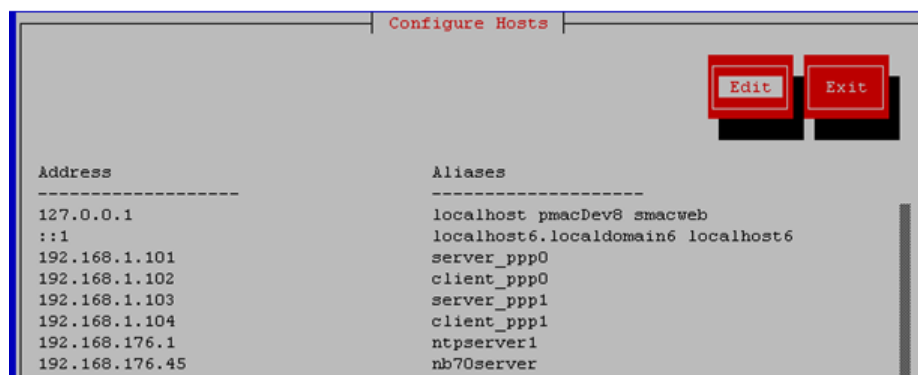 Configure Hosts
Edit Exit
Address Aliases
------------------- --------------------
127.0.0.1 localhost pmacDev8 smacweb
::1 localhost6.localdomain6 localhost6
192.168.1.101 server_ppp0
192.168.1.102 client_ppp0
192.168.1.103 server_ppp1
192.168.1.104 client_ppp1
192.168.176.1 ntpserver1
192.168.176.45 nb70server